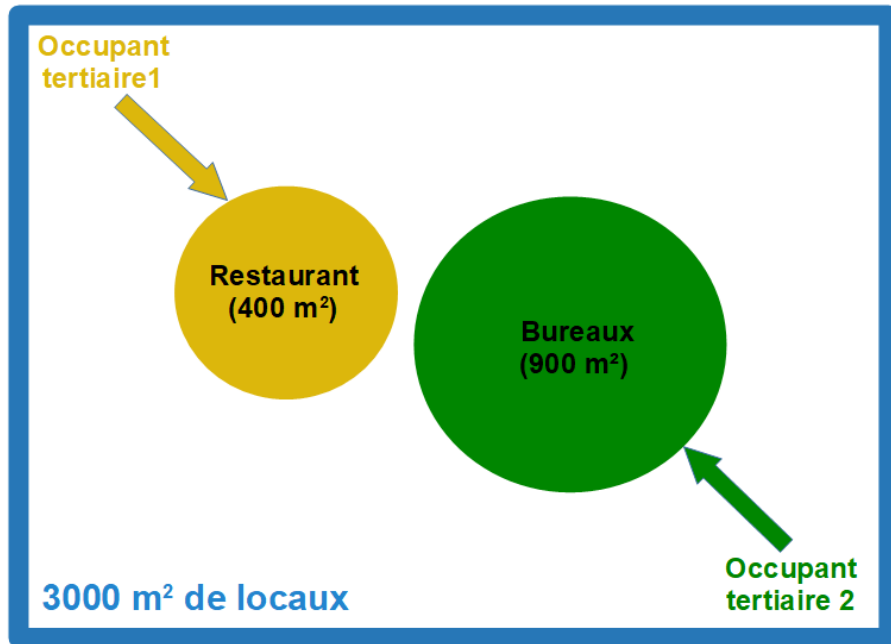 Occupant
tertiaire1
Restaurant
(400 m²)
Bureaux
(900 m²)
Occupant
tertiaire 2
3000 m² de locaux